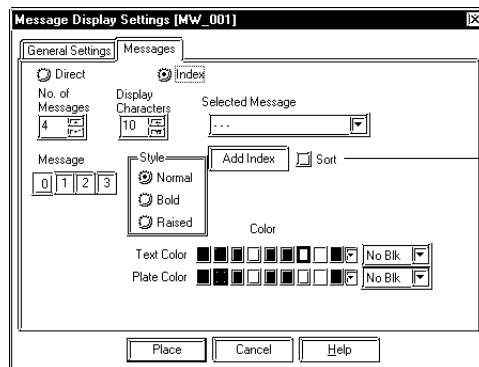 Message Display Settings [MW_001]
General Settings Messages
Direct Index
No. of Messages
Display Characters
Selected Message
4 10 ...
Message
0 1 2 3
Style
Normal
Bold
Raised
Add Index Sort
Color
Text Color No Blk
Plate Color No Blk
Place Cancel Help